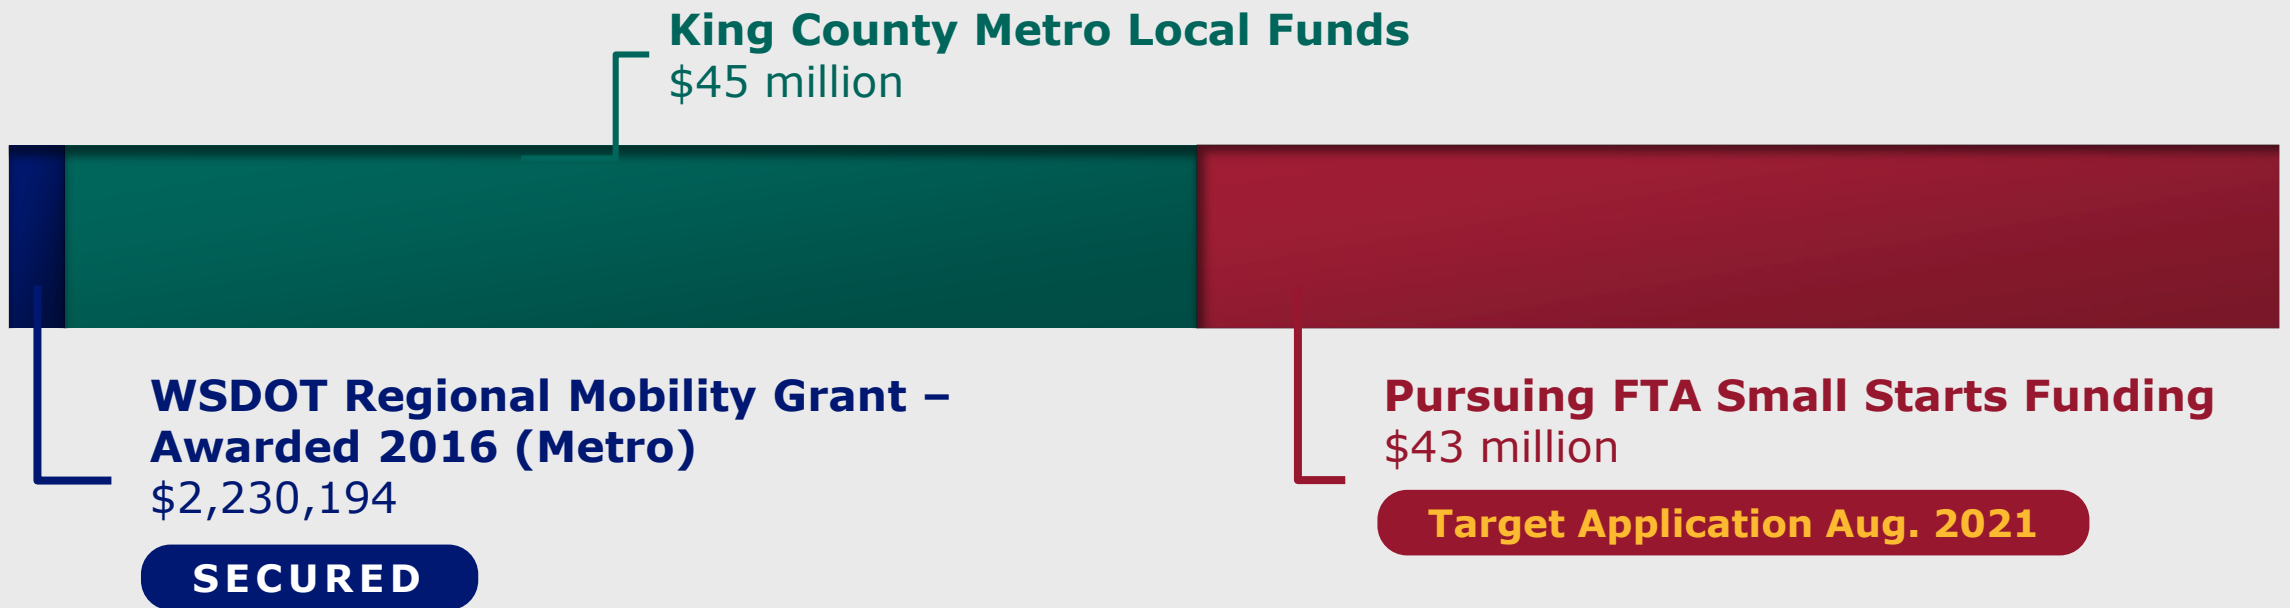 King County Metro Local Funds
$45 million
WSDOT Regional Mobility Grant –
Awarded 2016 (Metro)
$2,230,194
SECURED
Pursuing FTA Small Starts Funding
$43 million
Target Application Aug. 2021